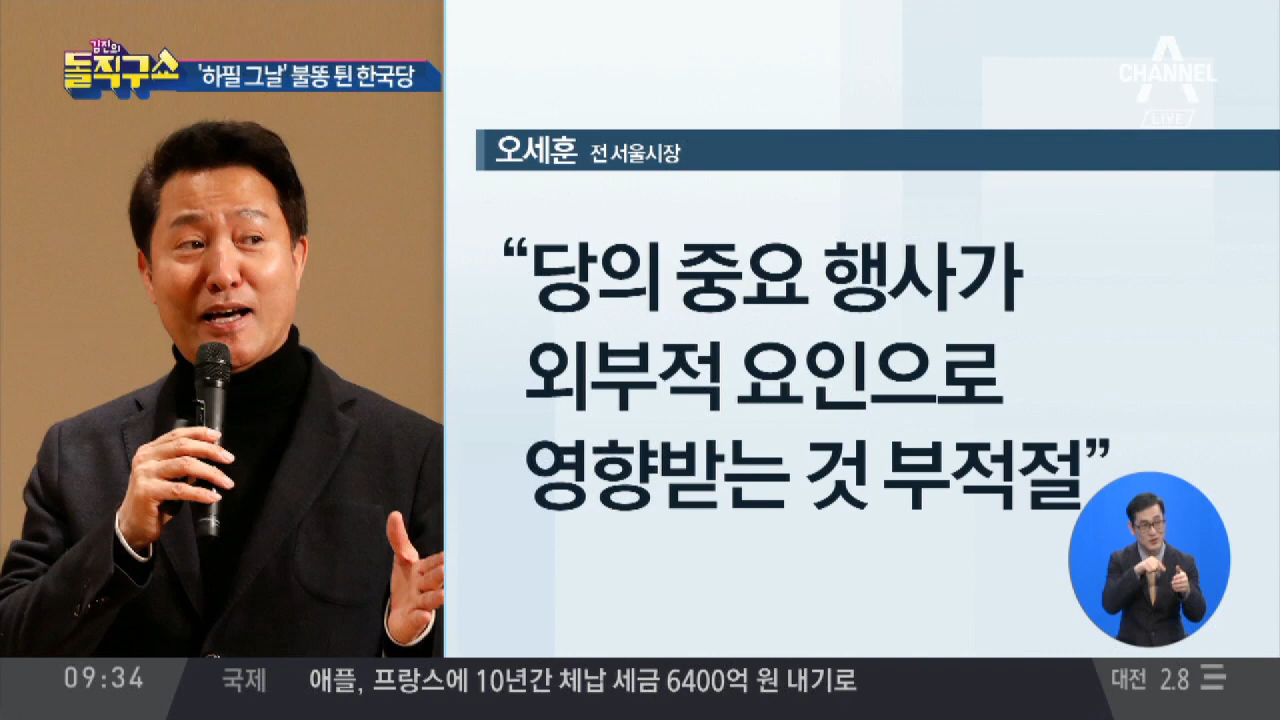 김진의
돌직구쇼
'하필 그날' 불똥 튄 한국당
CHANNEL A
LIVE
오세훈 전 서울시장
“당의 중요 행사가
외부적 요인으로
영향받는 것 부적절”
09:34 국제 애플, 프랑스에 10년간 체납 세금 6400억 원 내기로 대전 2.8